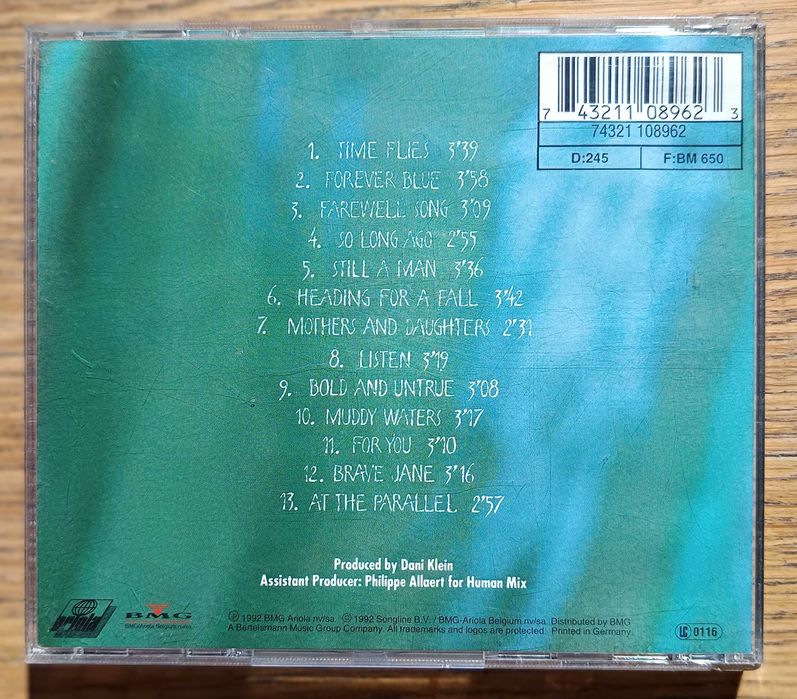 7 43211 08962 3
74321 108962
D:245 F:BM 650
1. TIME FLIES 3"39
2. FOREVER BLUE 3"58
3. FAREWELL SONG 3"09
4. SO LONG AGO 2"55
5. STILL A MAN 3"36
6. HEADING FOR A FALL 3"42
7. MOTHERS AND DAUGHTERS 2"31
8. LISTEN 3"19
9. BOLD AND UNTRUE 3"08
10. MUDDY WATERS 3"17
11. FOR YOU 3"10
12. BRAVE JANE 3"16
13. AT THE PARALLEL 2"57
Produced by Dani Klein
Assistant Producer: Philippe Allaert for Human Mix
ariola
BMG
BMG/Ariola Belgium n.v/s.a.
℗ 1992 BMG Ariola nv/sa. © 1992 Songline B.V. / BMG-Ariola Belgium nv/sa. Distributed by BMG
A Bertelsmann Music Group Company. All trademarks and logos are protected. Printed in Germany.
LC 0116